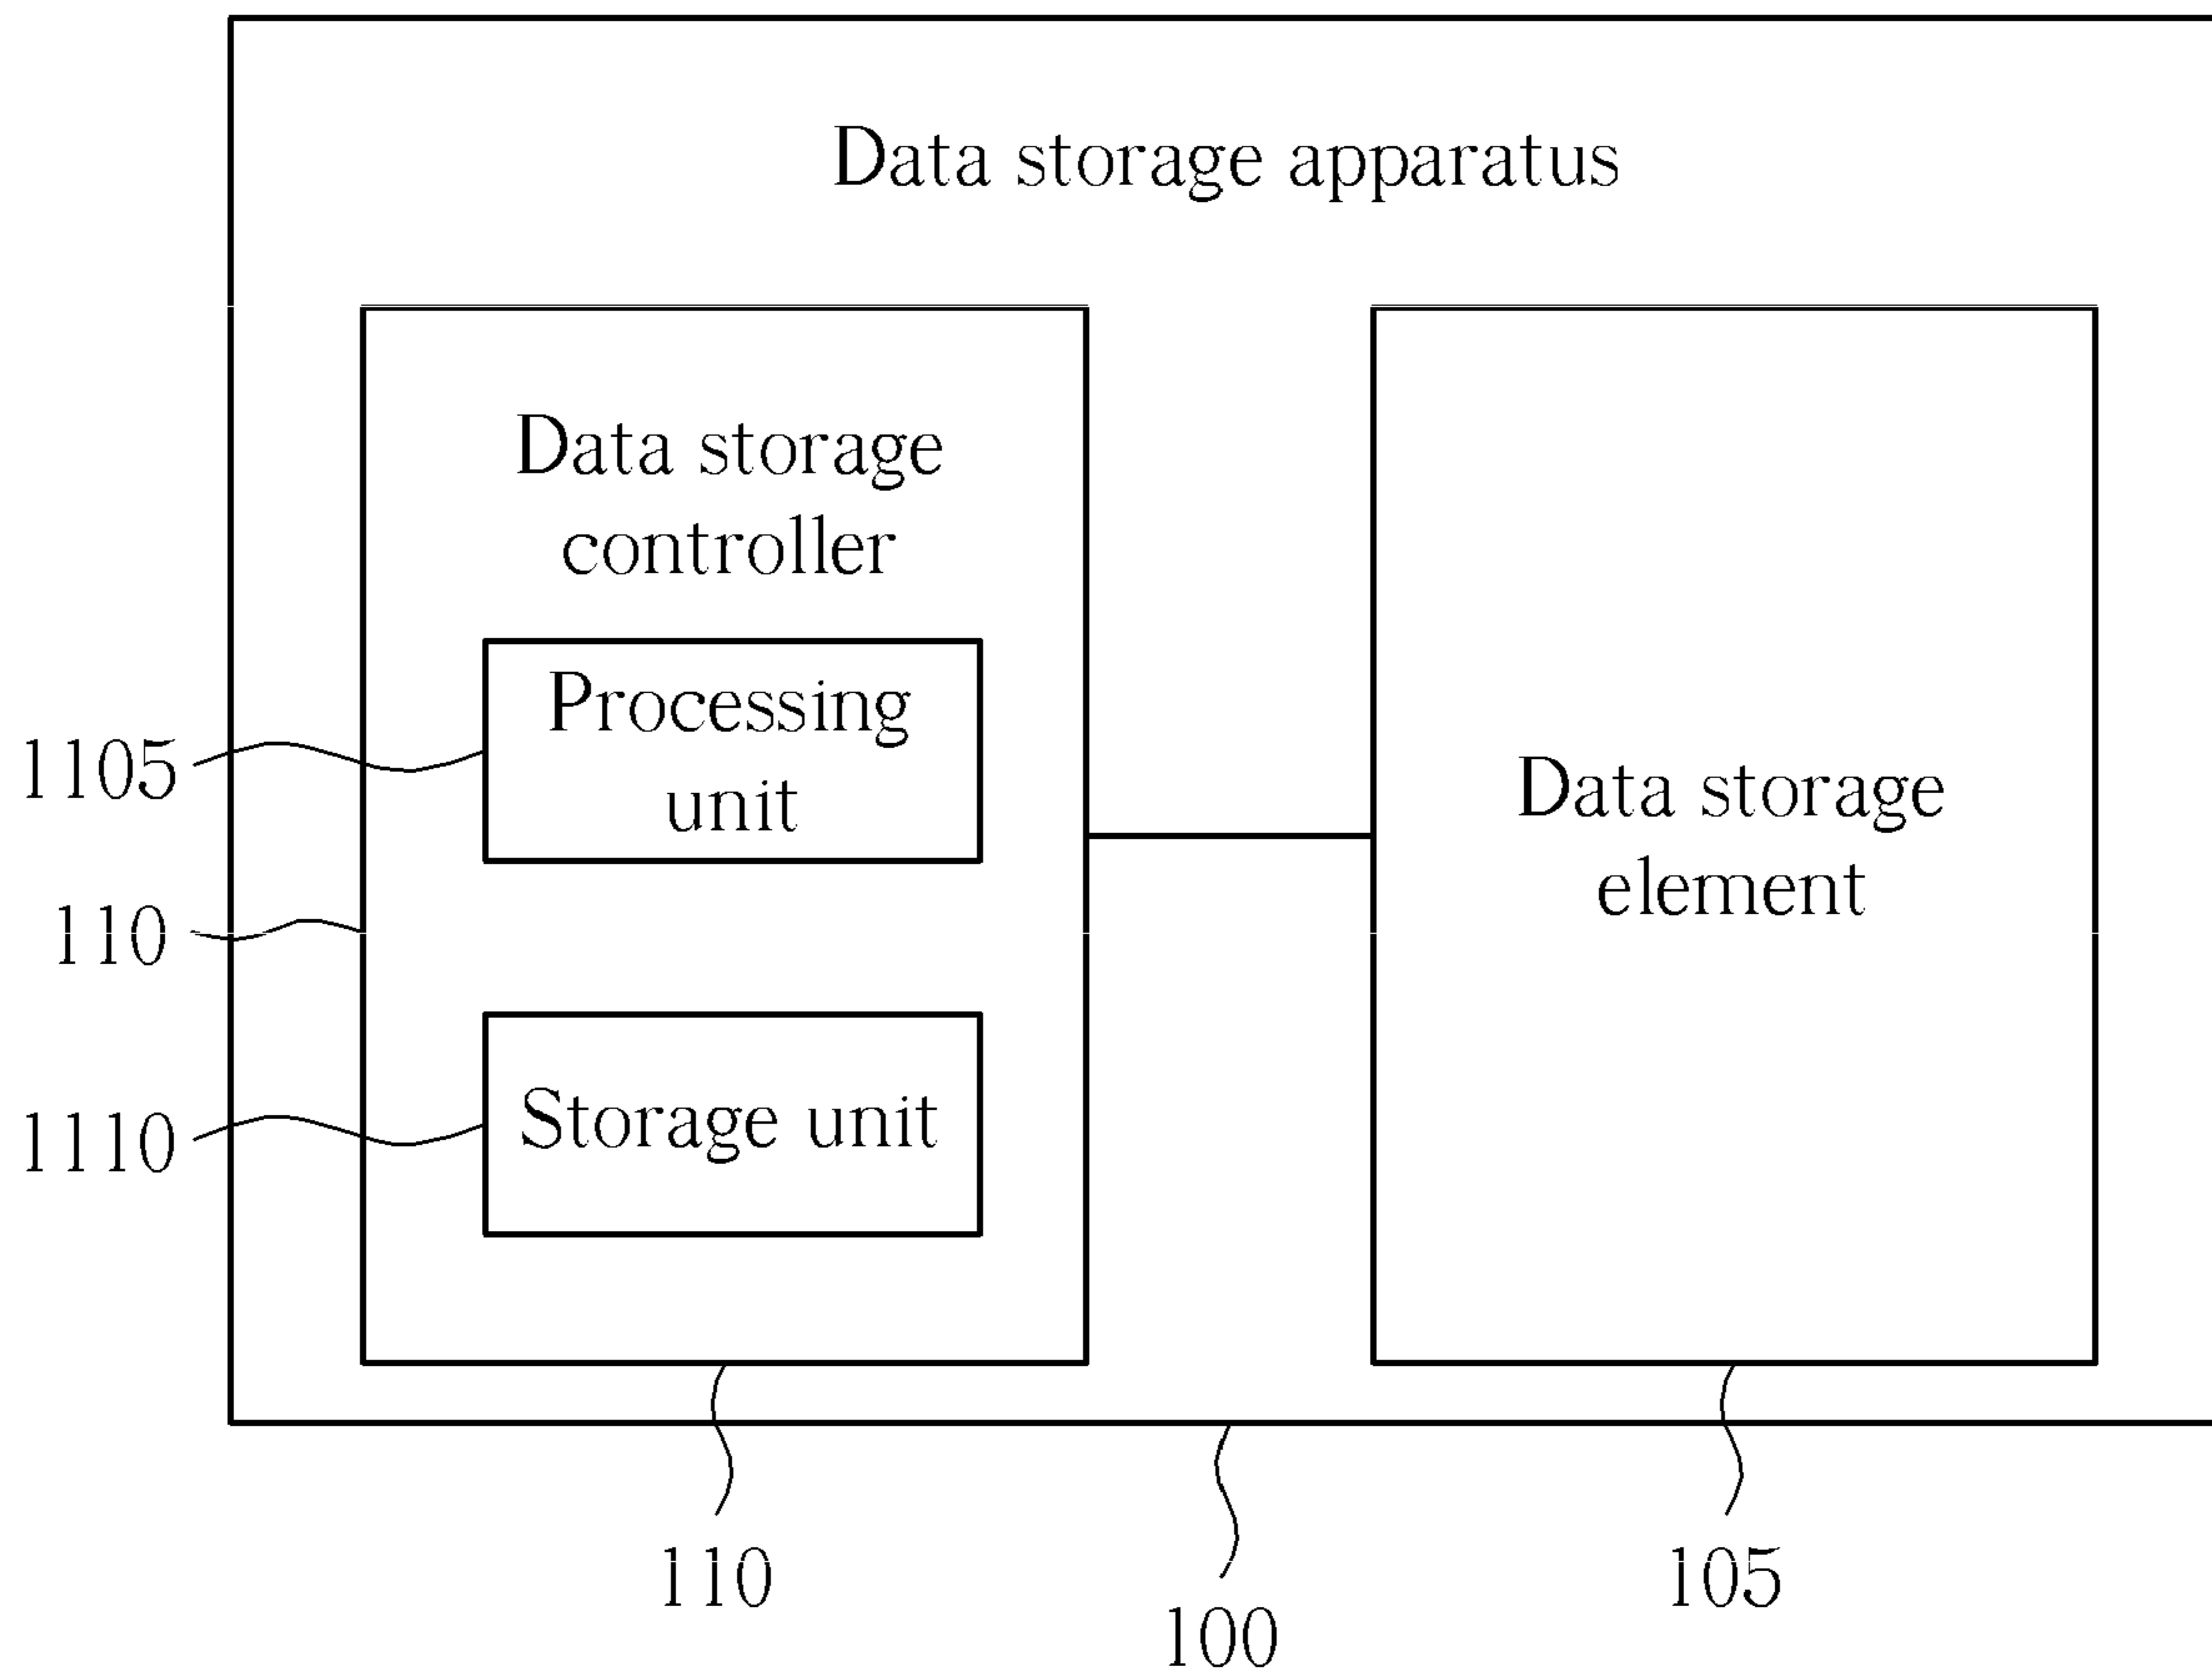 Data storage apparatus
Data storage
controller
Processing
unit
1105
Data storage
element
110
Storage unit
1110
110
105
100